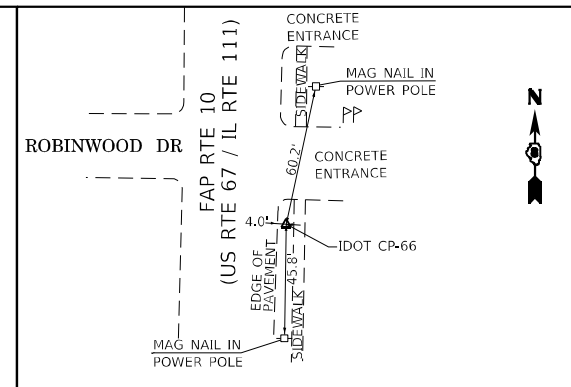 CONCRETE
ENTRANCE
SIDEWALK
MAG NAIL IN
POWER POLE
PP
N
ROBINWOOD DR
FAP RTE 10
(US RTE 67 / IL RTE 111)
60.2'
CONCRETE
ENTRANCE
4.0'
IDOT CP-66
EDGE OF
PAVEMENT
45.8'
SIDEWALK
MAG NAIL IN
POWER POLE